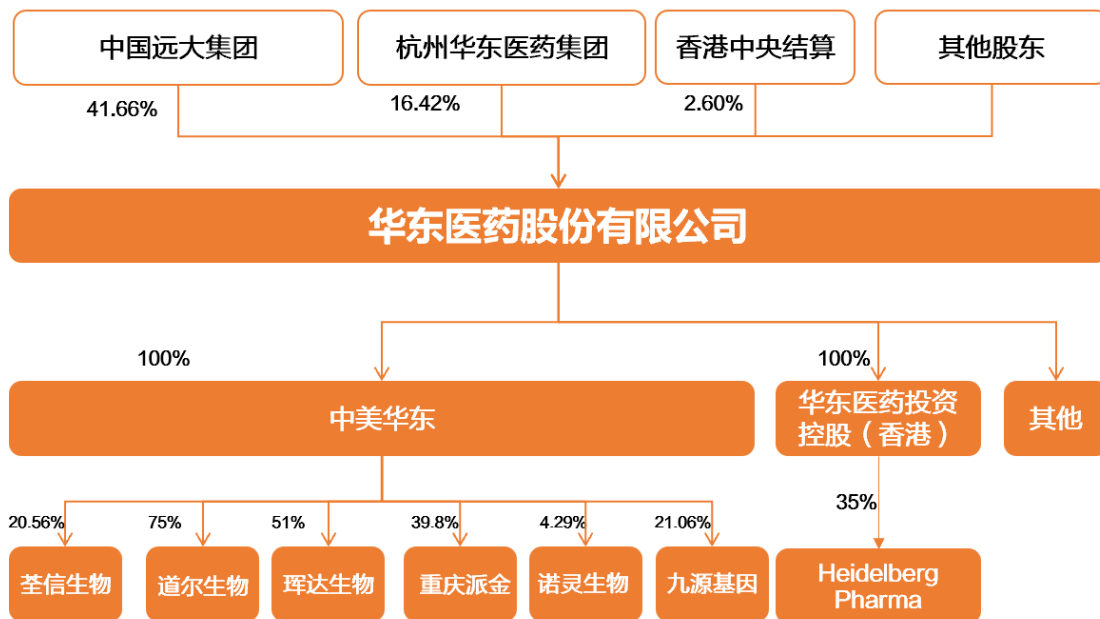 中国远大集团
杭州华东医药集团
香港中央结算
其他股东
41.66%
16.42%
2.60%
华东医药股份有限公司
100%
100%
中美华东
华东医药投资
控股（香港）
其他
35%
20.56%
75%
51%
39.8%
4.29%
21.06%
荃信生物
道尔生物
珲达生物
重庆派金
诺灵生物
九源基因
Heidelberg
Pharma